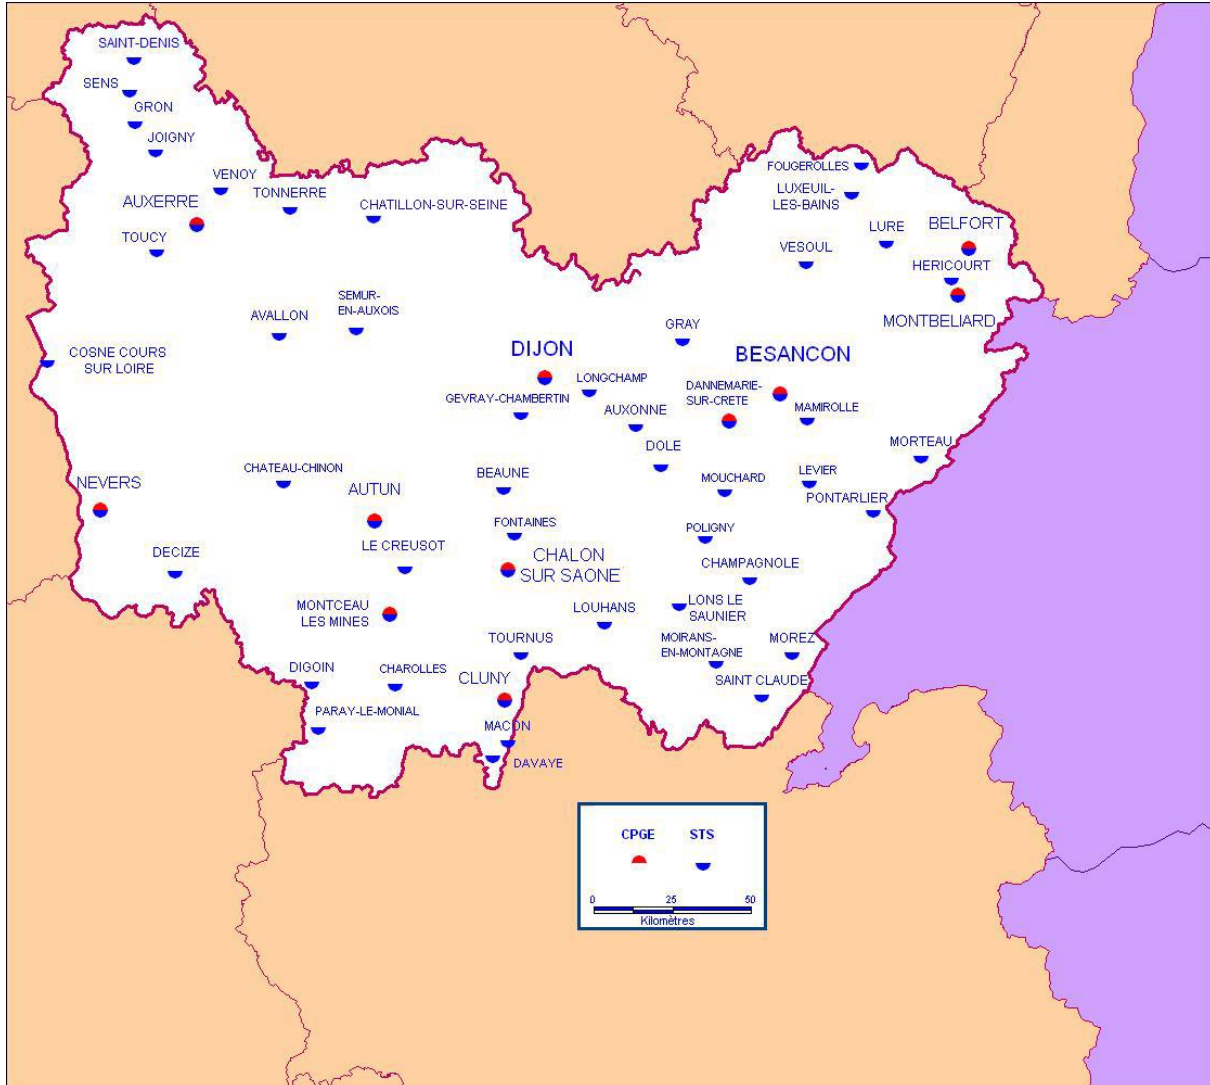 SAINT-DENIS
SENS
GRON
JOIGNY
VENOY
AUXERRE
TONNERRE
CHATILLON-SUR-SEINE
TOUCY
FOUGEROLLES
LUXEUIL-
LES-BAINS
LURE
BELFORT
VESOUL
HERICOURT
MONTBELIARD
SEMUR-
EN-AUXOIS
AVALLON
GRAY
COSNE COURS
SUR LOIRE
DIJON
BESANCON
LONGCHAMP
DANNEMARIE-
SUR-CRETE
GEVRAY-CHAMBERTIN
AUXONNE
MAMIROLLE
DOLE
MORTEAU
CHATEAU-CHINON
NEVERS
AUTUN
BEAUNE
MOUCHARD
LEVIER
PONTARLIER
FONTAINES
POLIGNY
LE CREUSOT
DECIZE
CHALON
SUR SAONE
CHAMPAGNOLE
MONTCEAU
LES MINES
LOUHANS
LONS LE
SAUNIER
TOURNUS
MOIRANS-
EN-MONTAGNE
MOREZ
DIGOIN
CHAROLLES
CLUNY
SAINT CLAUDE
PARAY-LE-MONIAL
MACON
DAVAYE
CPGE STS
0 25 50
Kilomètres